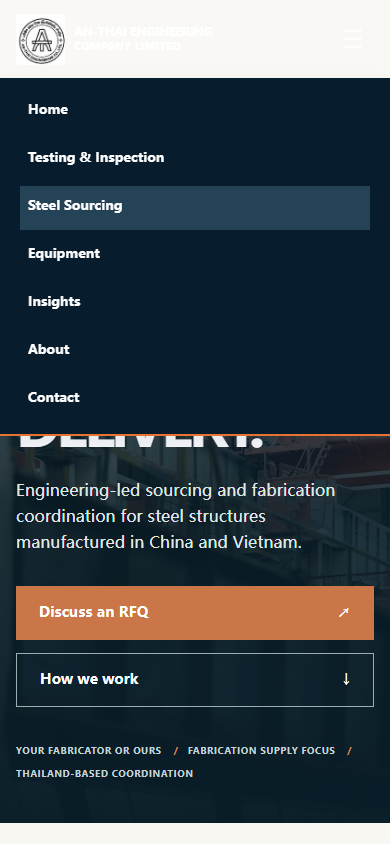 AN-THAI ENGINEERING
COMPANY LIMITED
Home
Testing & Inspection
Steel Sourcing
Equipment
Insights
About
Contact
DELIVERY.
Engineering-led sourcing and fabrication
coordination for steel structures
manufactured in China and Vietnam.
Discuss an RFQ ↗
How we work ↓
YOUR FABRICATOR OR OURS / FABRICATION SUPPLY FOCUS /
THAILAND-BASED COORDINATION